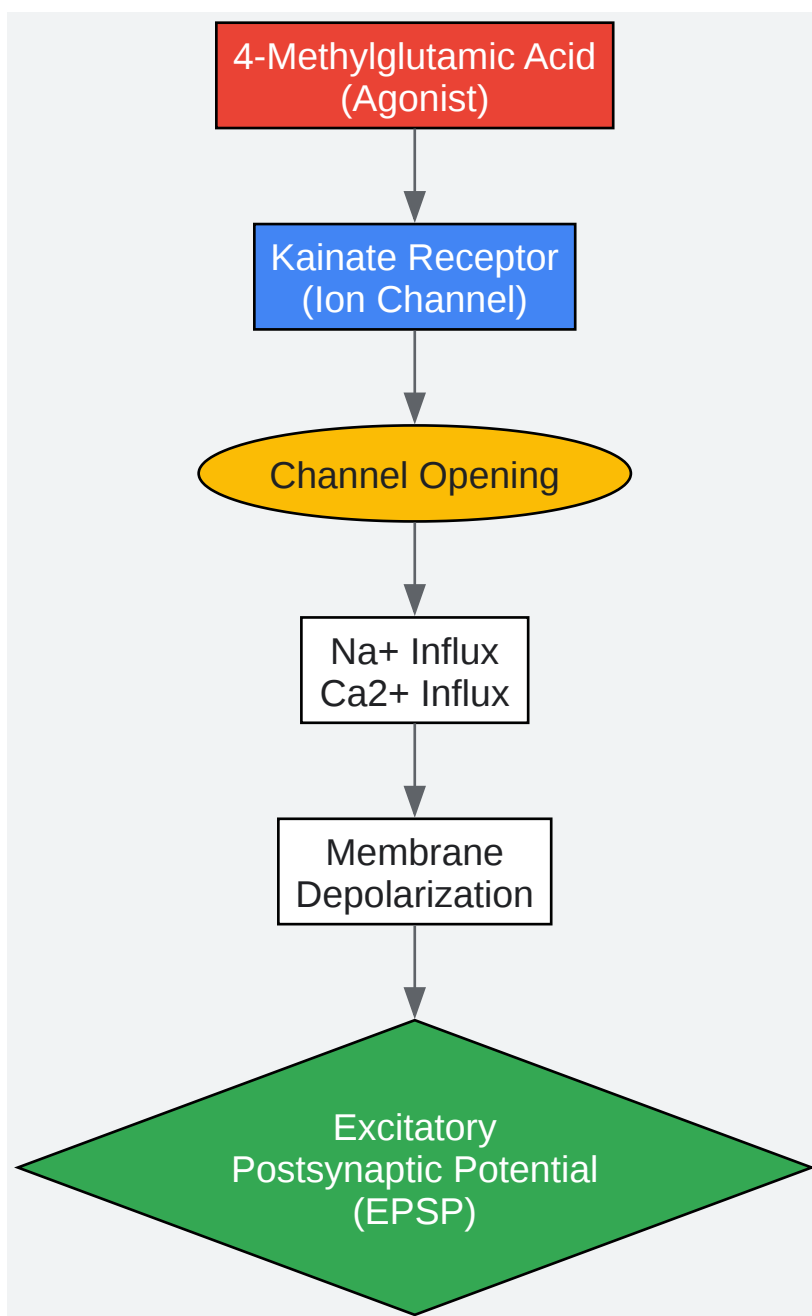 4-Methylglutamic Acid
(Agonist)
Kainate Receptor
(Ion Channel)
Channel Opening
Na+ Influx
Ca2+ Influx
Membrane
Depolarization
Excitatory
Postsynaptic Potential
(EPSP)